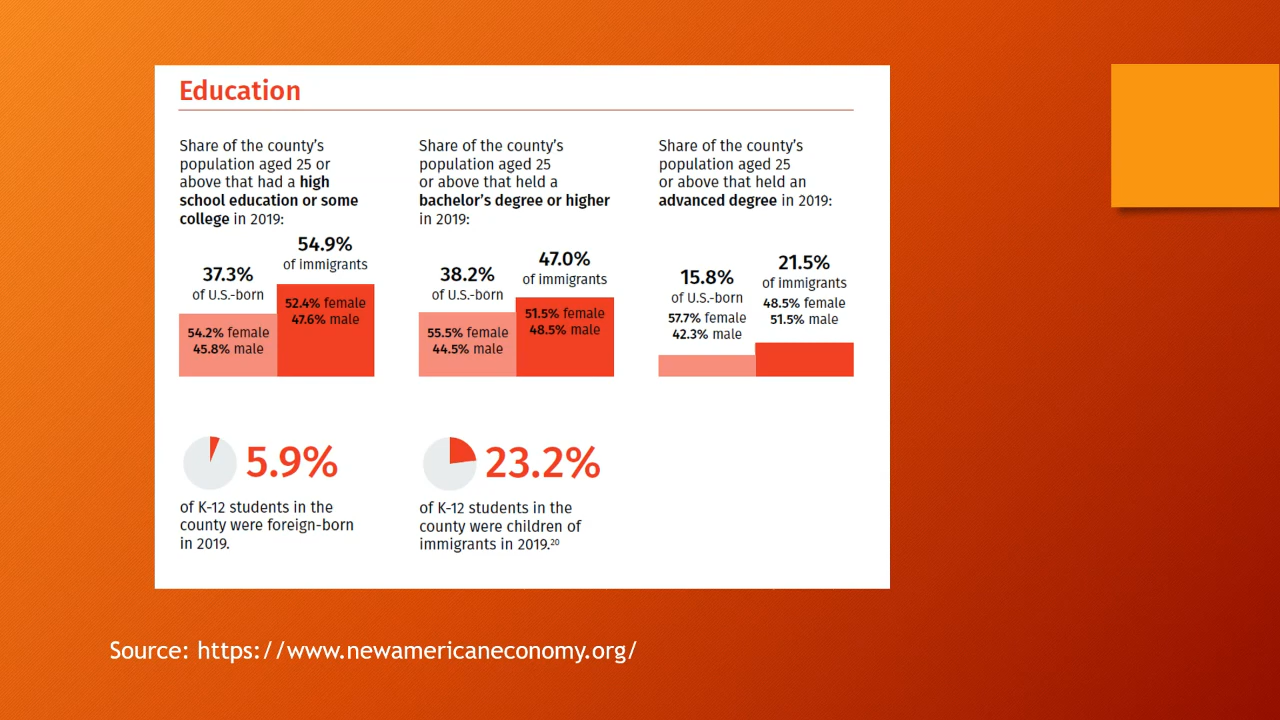 Education
Share of the county's
population aged 25 or
above that had a high
school education or some
college in 2019:
37.3%
of U.S.-born
54.2% female
45.8% male
54.9%
of immigrants
52.4% female
47.6% male
Share of the county's
population aged 25
or above that held a
bachelor's degree or higher
in 2019:
38.2%
of U.S.-born
55.5% female
44.5% male
47.0%
of immigrants
51.5% female
48.5% male
Share of the county's
population aged 25
or above that held an
advanced degree in 2019:
15.8%
of U.S.-born
57.7% female
42.3% male
21.5%
of immigrants
48.5% female
51.5% male
5.9%
of K-12 students in the
county were foreign-born
in 2019.
23.2%
of K-12 students in the
county were children of
immigrants in 2019.20
Source: https://www.newamericaneconomy.org/